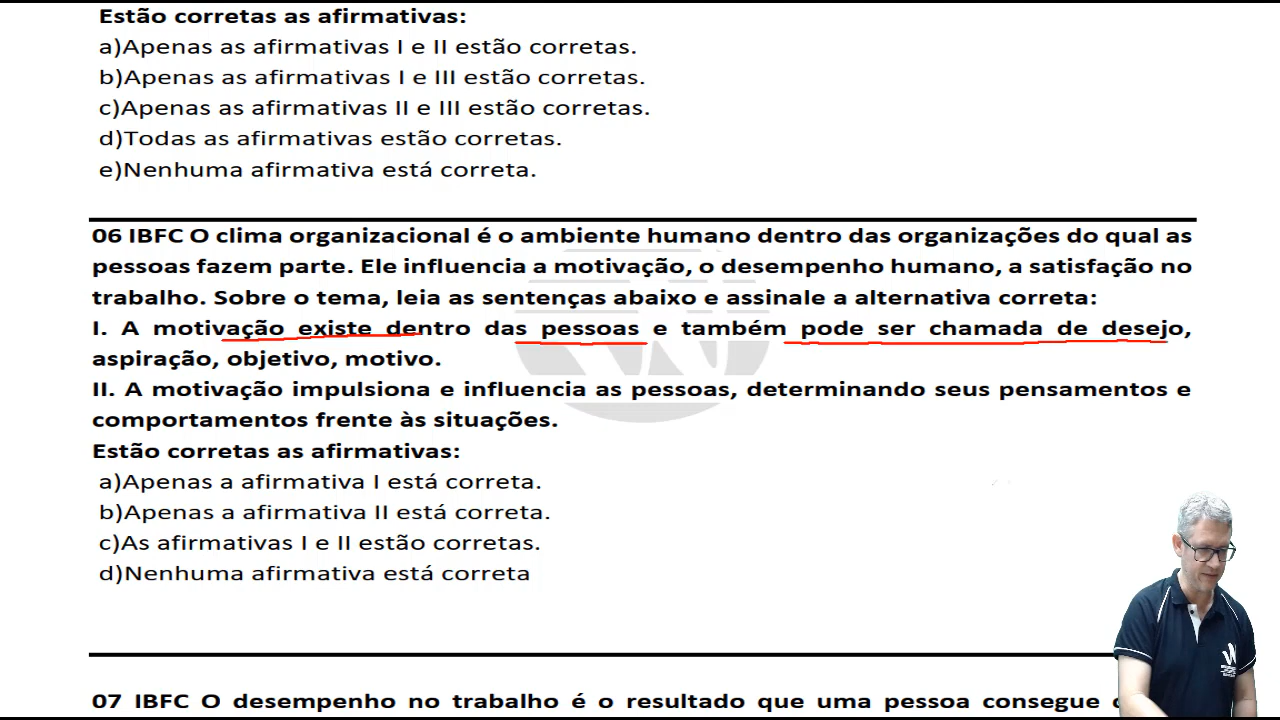 Estão corretas as afirmativas:
a)Apenas as afirmativas I e II estão corretas.
b)Apenas as afirmativas I e III estão corretas.
c)Apenas as afirmativas II e III estão corretas.
d)Todas as afirmativas estão corretas.
e)Nenhuma afirmativa está correta.
06 IBFC O clima organizacional é o ambiente humano dentro das organizações do qual as
pessoas fazem parte. Ele influencia a motivação, o desempenho humano, a satisfação no
trabalho. Sobre o tema, leia as sentenças abaixo e assinale a alternativa correta:
I. A motivação existe dentro das pessoas e também pode ser chamada de desejo,
aspiração, objetivo, motivo.
II. A motivação impulsiona e influencia as pessoas, determinando seus pensamentos e
comportamentos frente às situações.
Estão corretas as afirmativas:
a)Apenas a afirmativa I está correta.
b)Apenas a afirmativa II está correta.
c)As afirmativas I e II estão corretas.
d)Nenhuma afirmativa está correta
07 IBFC O desempenho no trabalho é o resultado que uma pessoa consegue